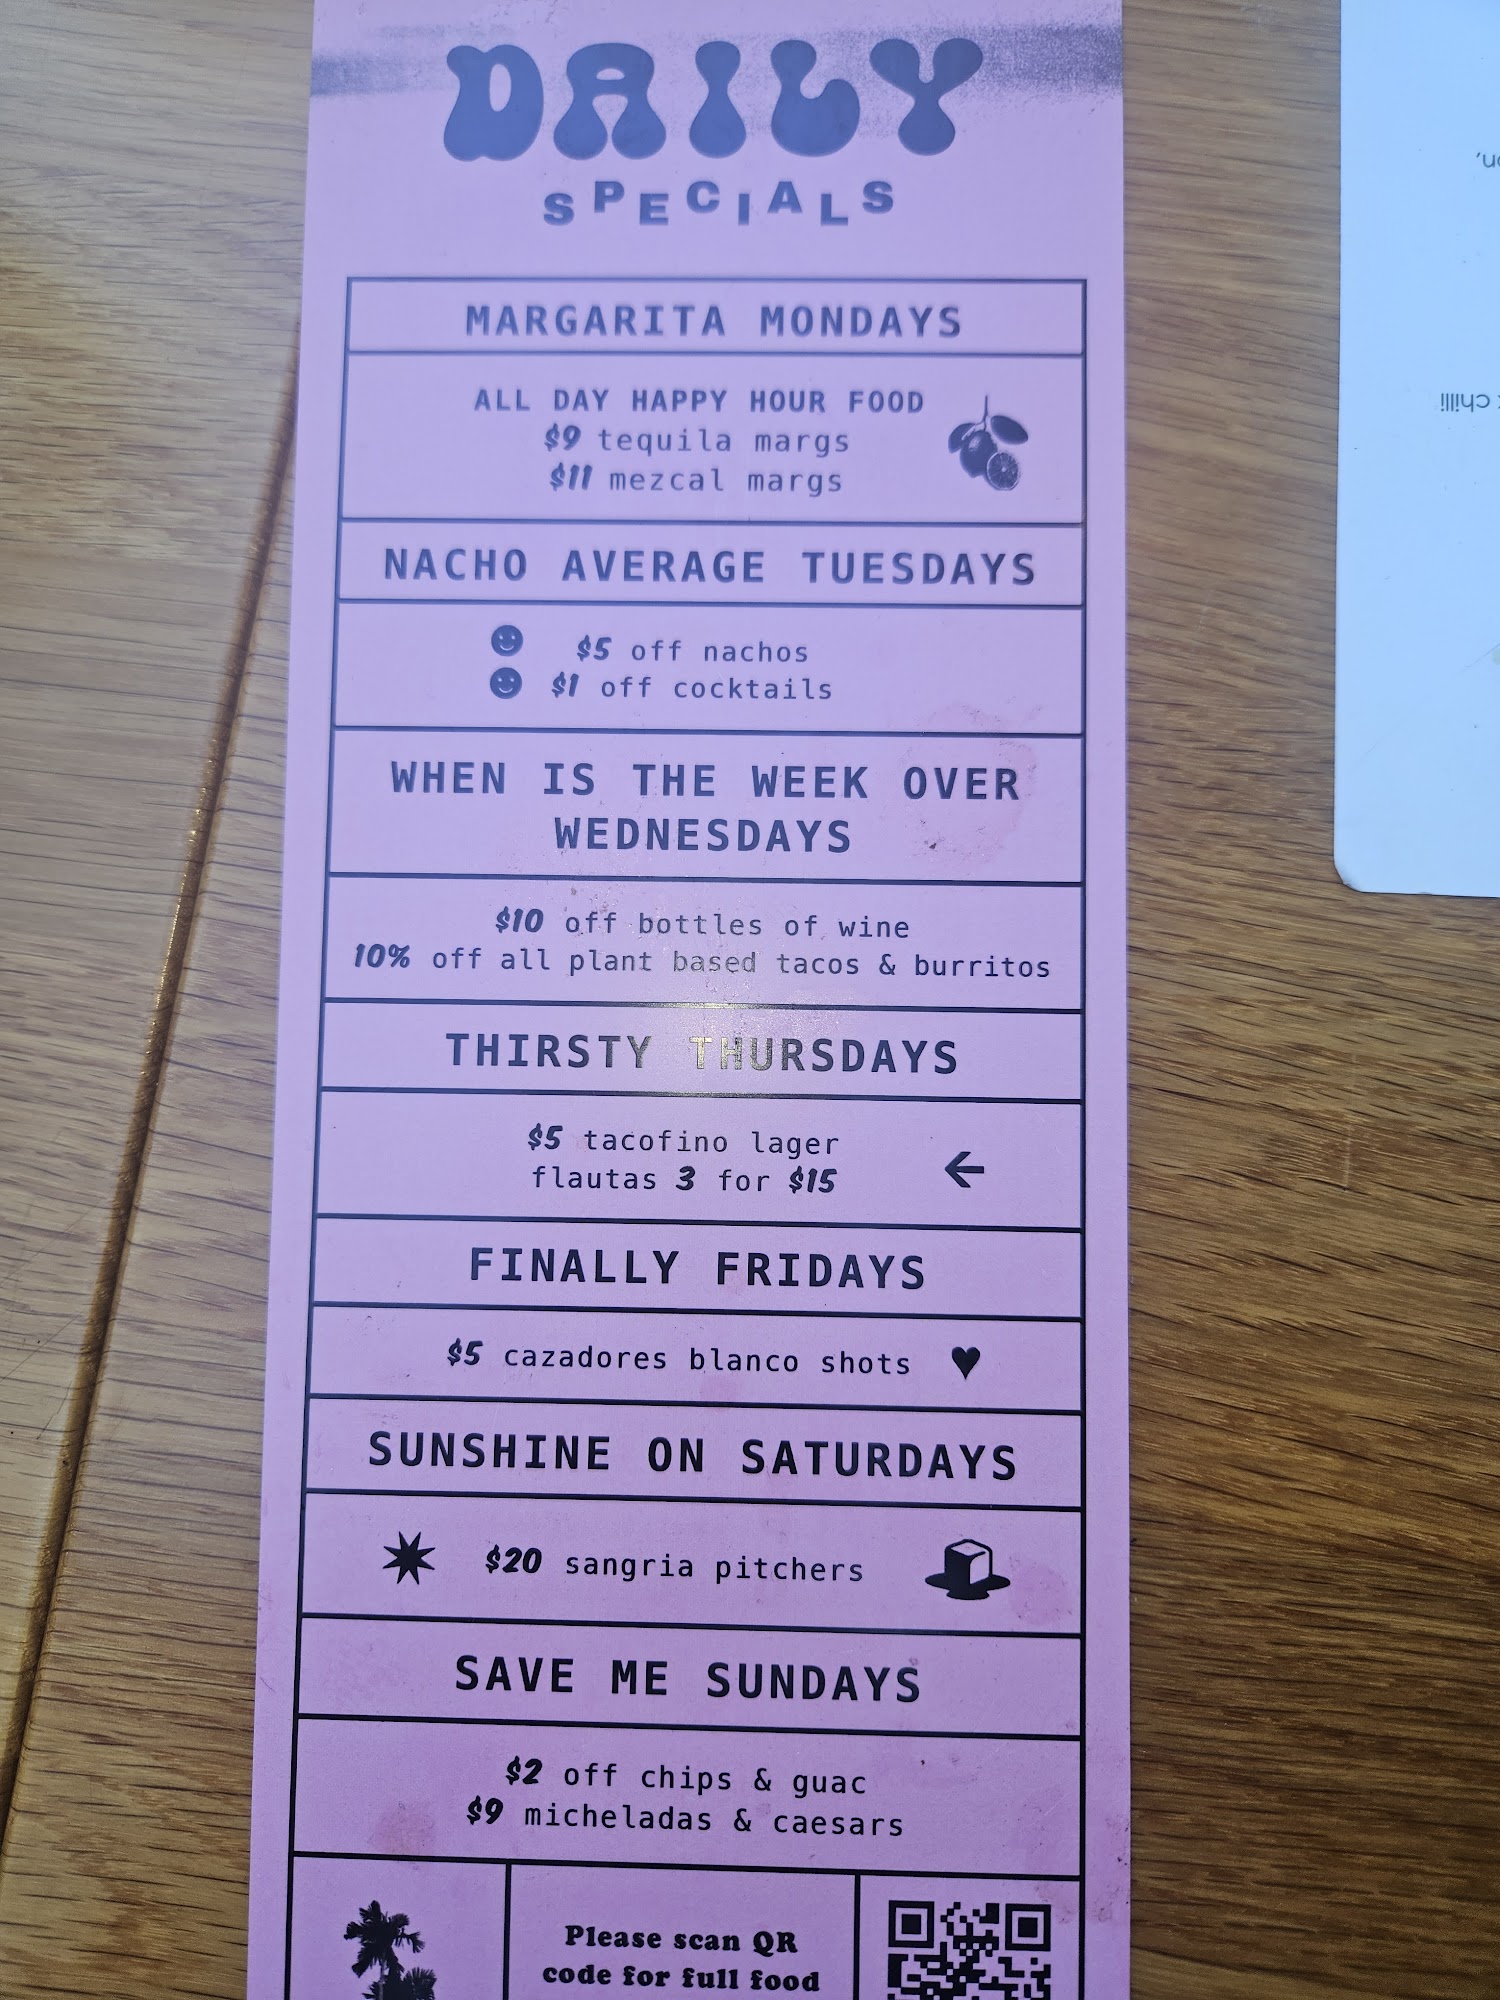 DAILY
SPECIALS
MARGARITA MONDAYS
ALL DAY HAPPY HOUR FOOD
$9 tequila margs
$11 mezcal margs
NACHO AVERAGE TUESDAYS
$5 off nachos
$1 off cocktails
WHEN IS THE WEEK OVER
WEDNESDAYS
$10 off bottles of wine
10% off all plant based tacos & burritos
THIRSTY THURSDAYS
$5 tacofino lager
flautas 3 for $15
FINALLY FRIDAYS
$5 cazadores blanco shots
SUNSHINE ON SATURDAYS
$20 sangria pitchers
SAVE ME SUNDAYS
$2 off chips & guac
$9 micheladas & caesars
Please scan QR
code for full food
chilli